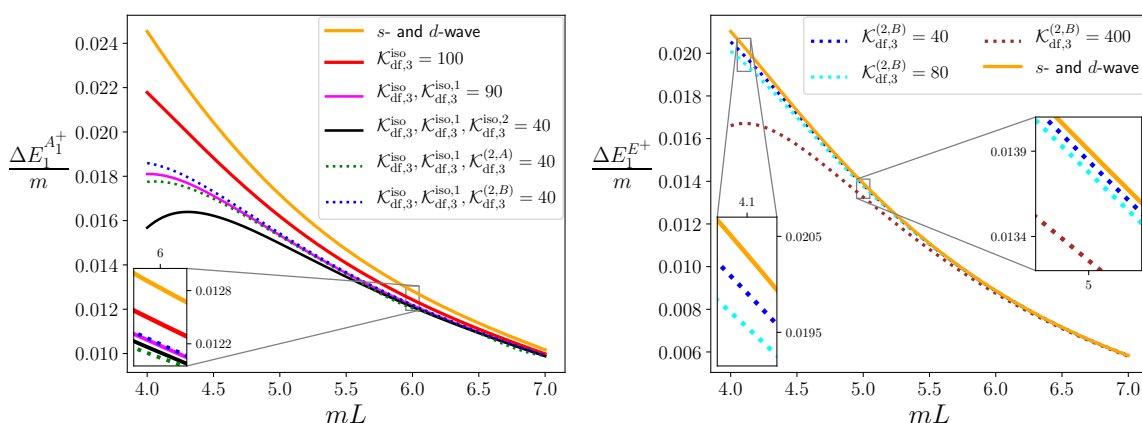 ΔE_1^{A_1^+} / m
0.024
0.022
0.020
0.018
0.016
0.014
0.012
0.010
s- and d-wave
𝒦_{df,3}^{iso} = 100
𝒦_{df,3}^{iso}, 𝒦_{df,3}^{iso,1} = 90
𝒦_{df,3}^{iso}, 𝒦_{df,3}^{iso,1}, 𝒦_{df,3}^{iso,2} = 40
𝒦_{df,3}^{iso}, 𝒦_{df,3}^{iso,1}, 𝒦_{df,3}^{(2,A)} = 40
𝒦_{df,3}^{iso}, 𝒦_{df,3}^{iso,1}, 𝒦_{df,3}^{(2,B)} = 40
6
0.0128
0.0122
4.0 4.5 5.0 5.5 6.0 6.5 7.0
mL
ΔE_1^{E^+} / m
0.020
0.018
0.016
0.014
0.012
0.010
0.008
0.006
𝒦_{df,3}^{(2,B)} = 40
𝒦_{df,3}^{(2,B)} = 80
𝒦_{df,3}^{(2,B)} = 400
s- and d-wave
0.0139
0.0134
5
4.1
0.0205
0.0195
4.0 4.5 5.0 5.5 6.0 6.5 7.0
mL